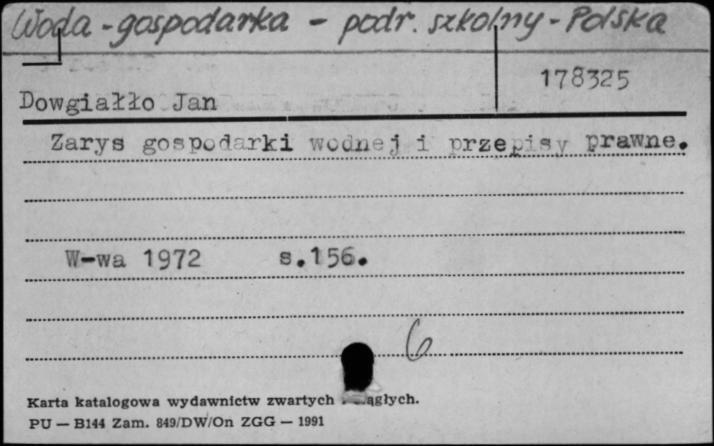 Woda - gospodarka - podr. szkolny - Polska
178325
Dowgiałło Jan
Zarys gospodarki wodnej i przepisy prawne.
W-wa 1972 s.156.
6
Karta katalogowa wydawnictw zwartych
PU — B144 Zam. 849/DW/On ZGG — 1991